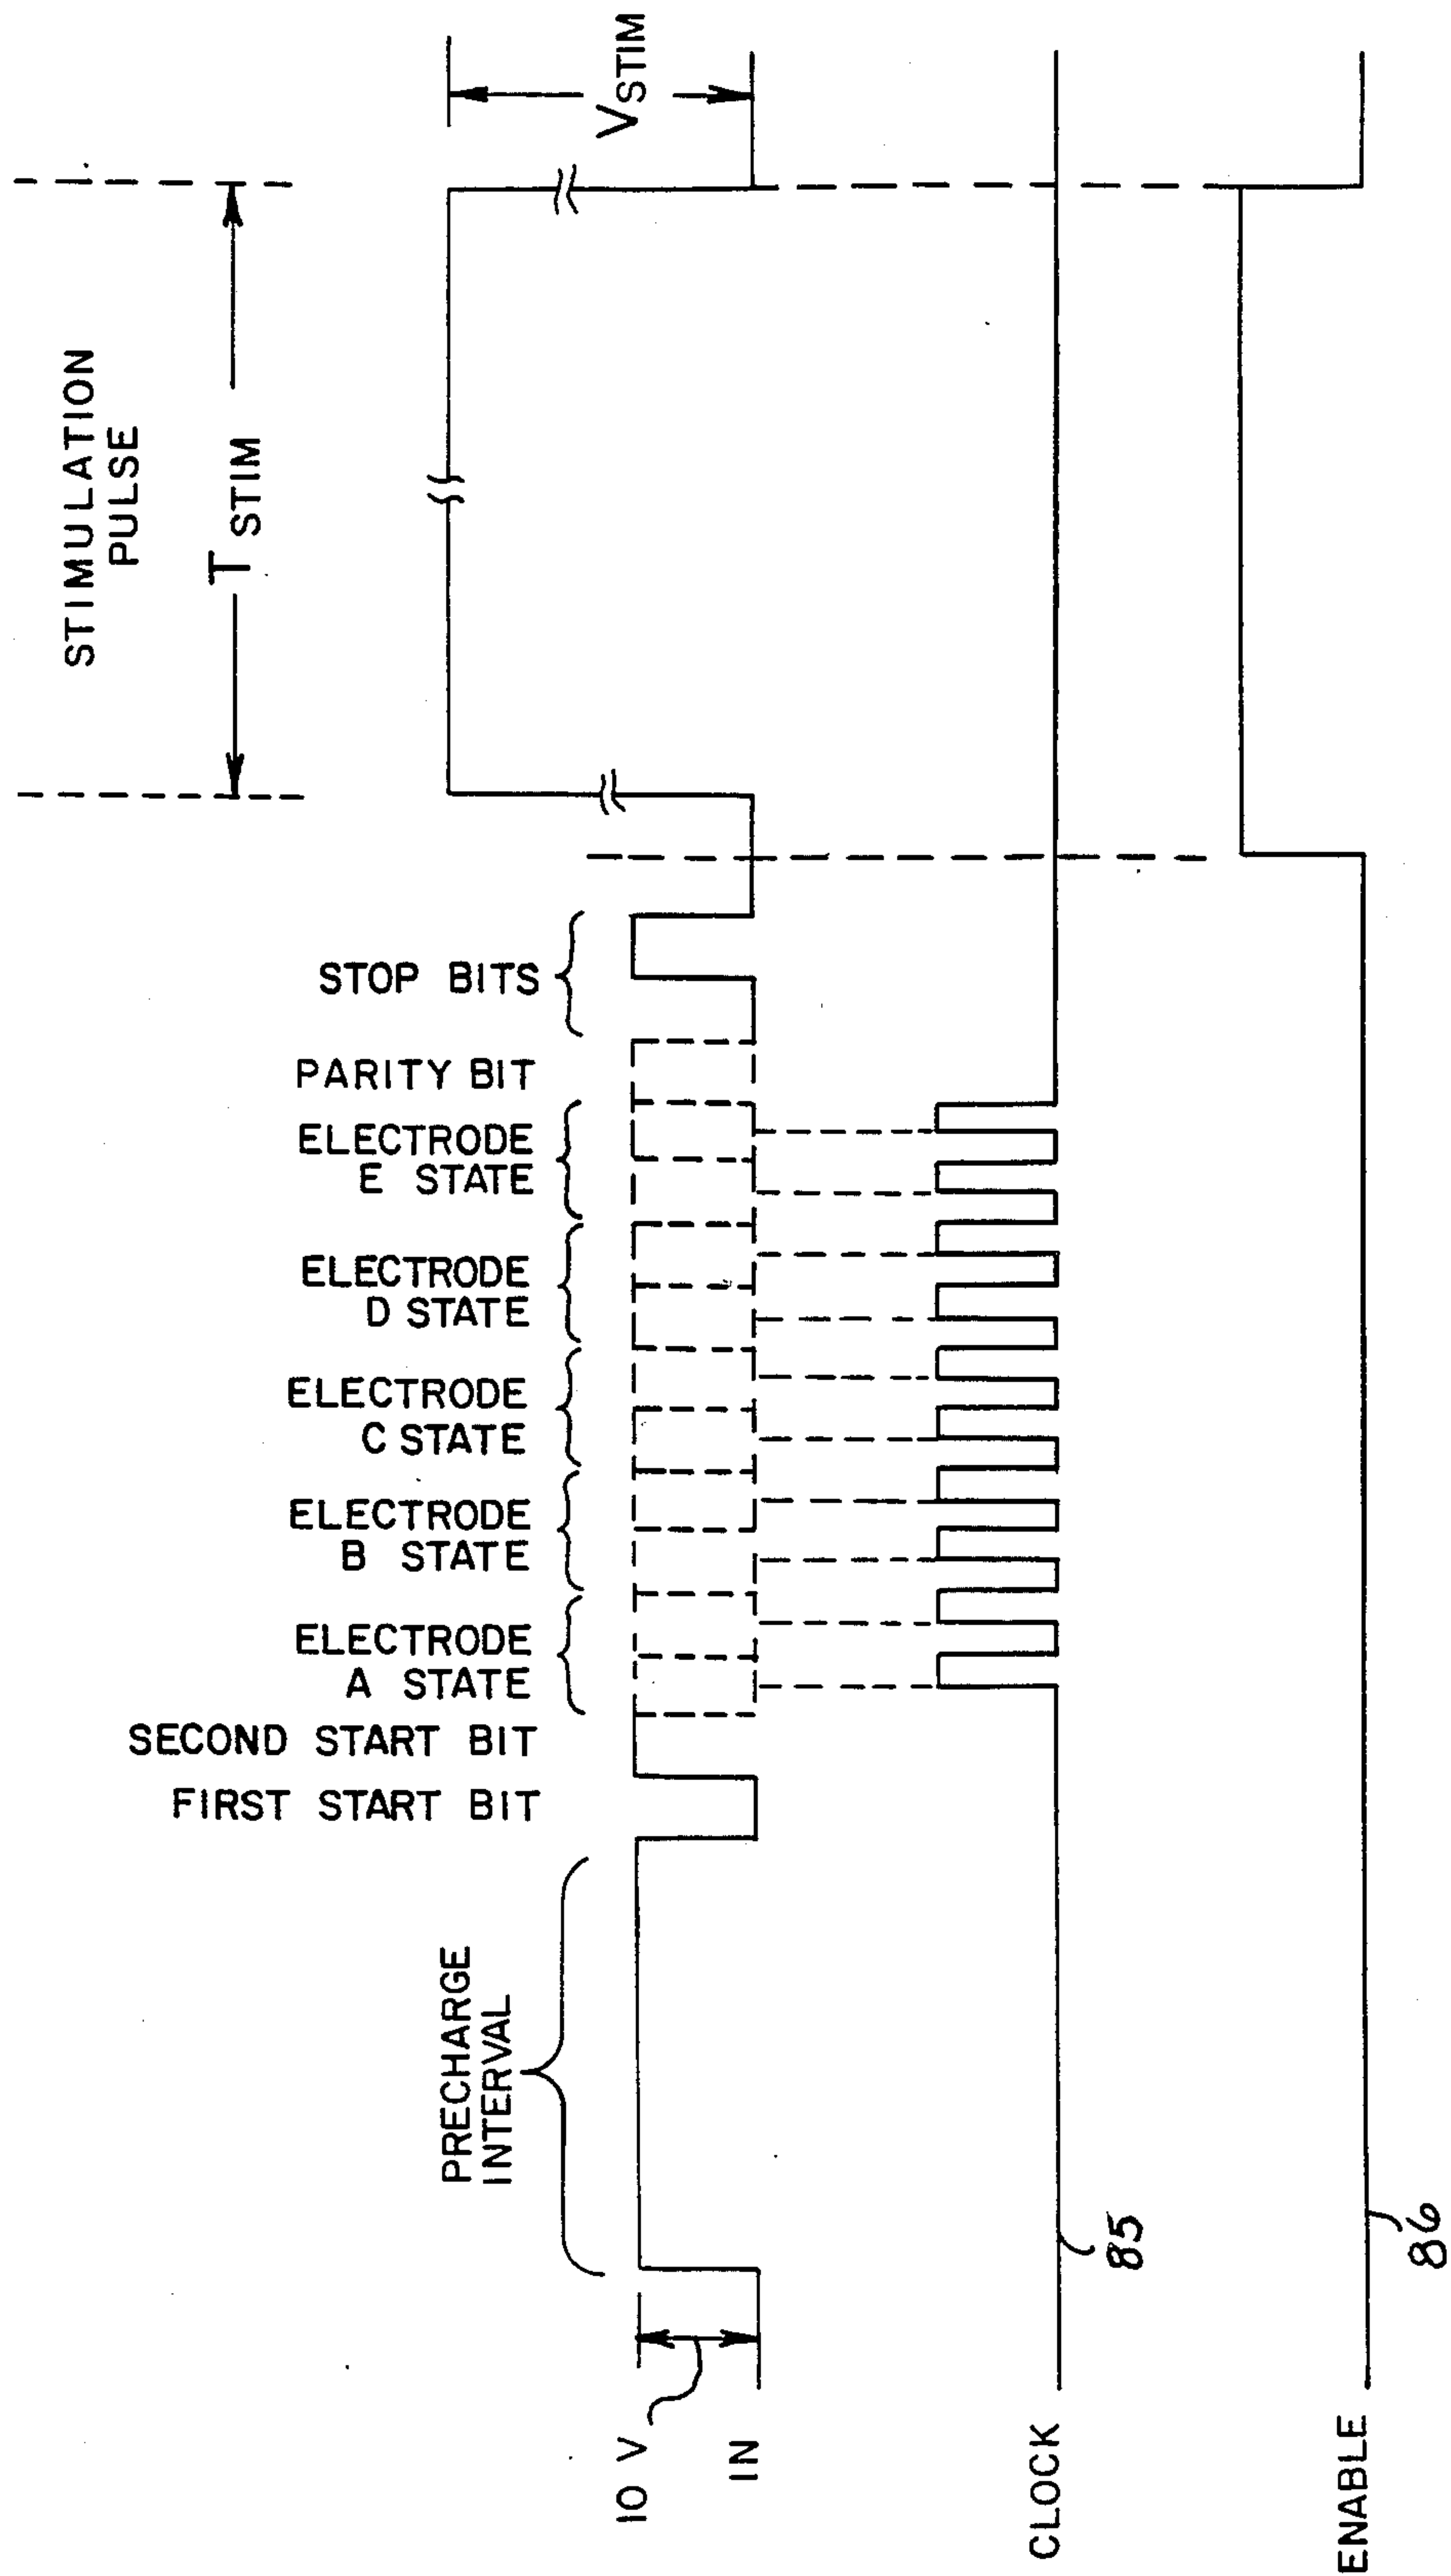 STIMULATION
PULSE
T STIM
V STIM
10 V
IN
PRECHARGE
INTERVAL
FIRST START BIT
SECOND START BIT
ELECTRODE
A STATE
ELECTRODE
B STATE
ELECTRODE
C STATE
ELECTRODE
D STATE
ELECTRODE
E STATE
PARITY BIT
STOP BITS
CLOCK
85
ENABLE
86